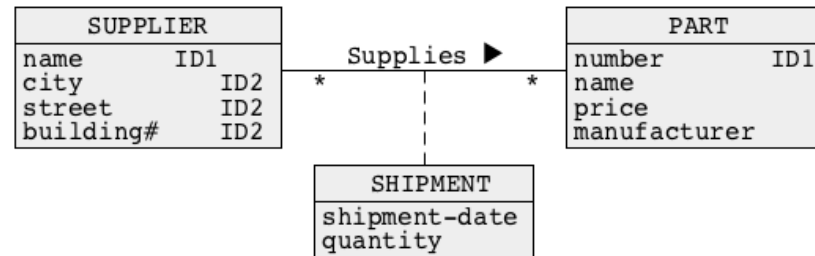 SUPPLIER
name ID1
city ID2
street ID2
building# ID2
Supplies ▶
* *
PART
number ID1
name
price
manufacturer
SHIPMENT
shipment-date
quantity